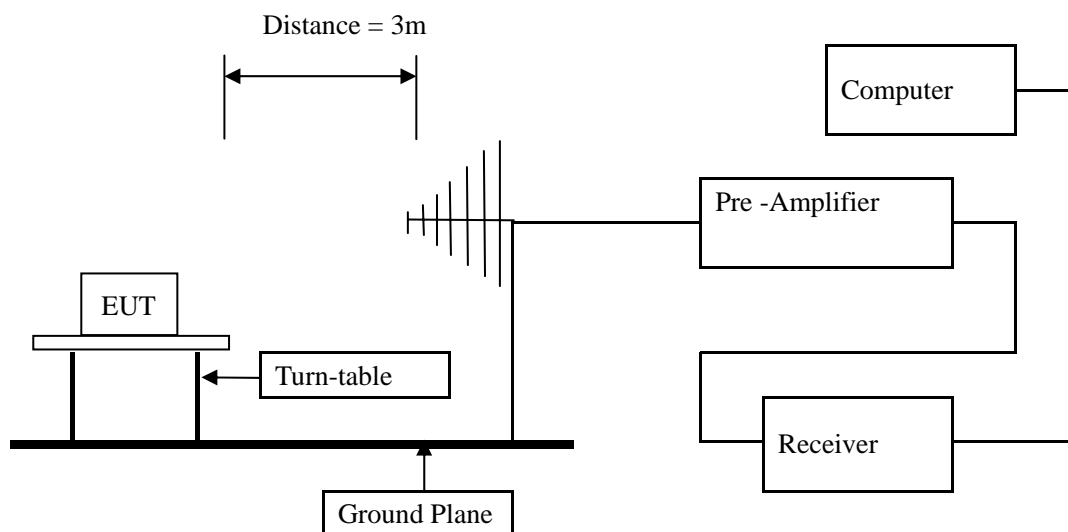 Distance = 3m
Computer
Pre -Amplifier
EUT
Turn-table
Receiver
Ground Plane